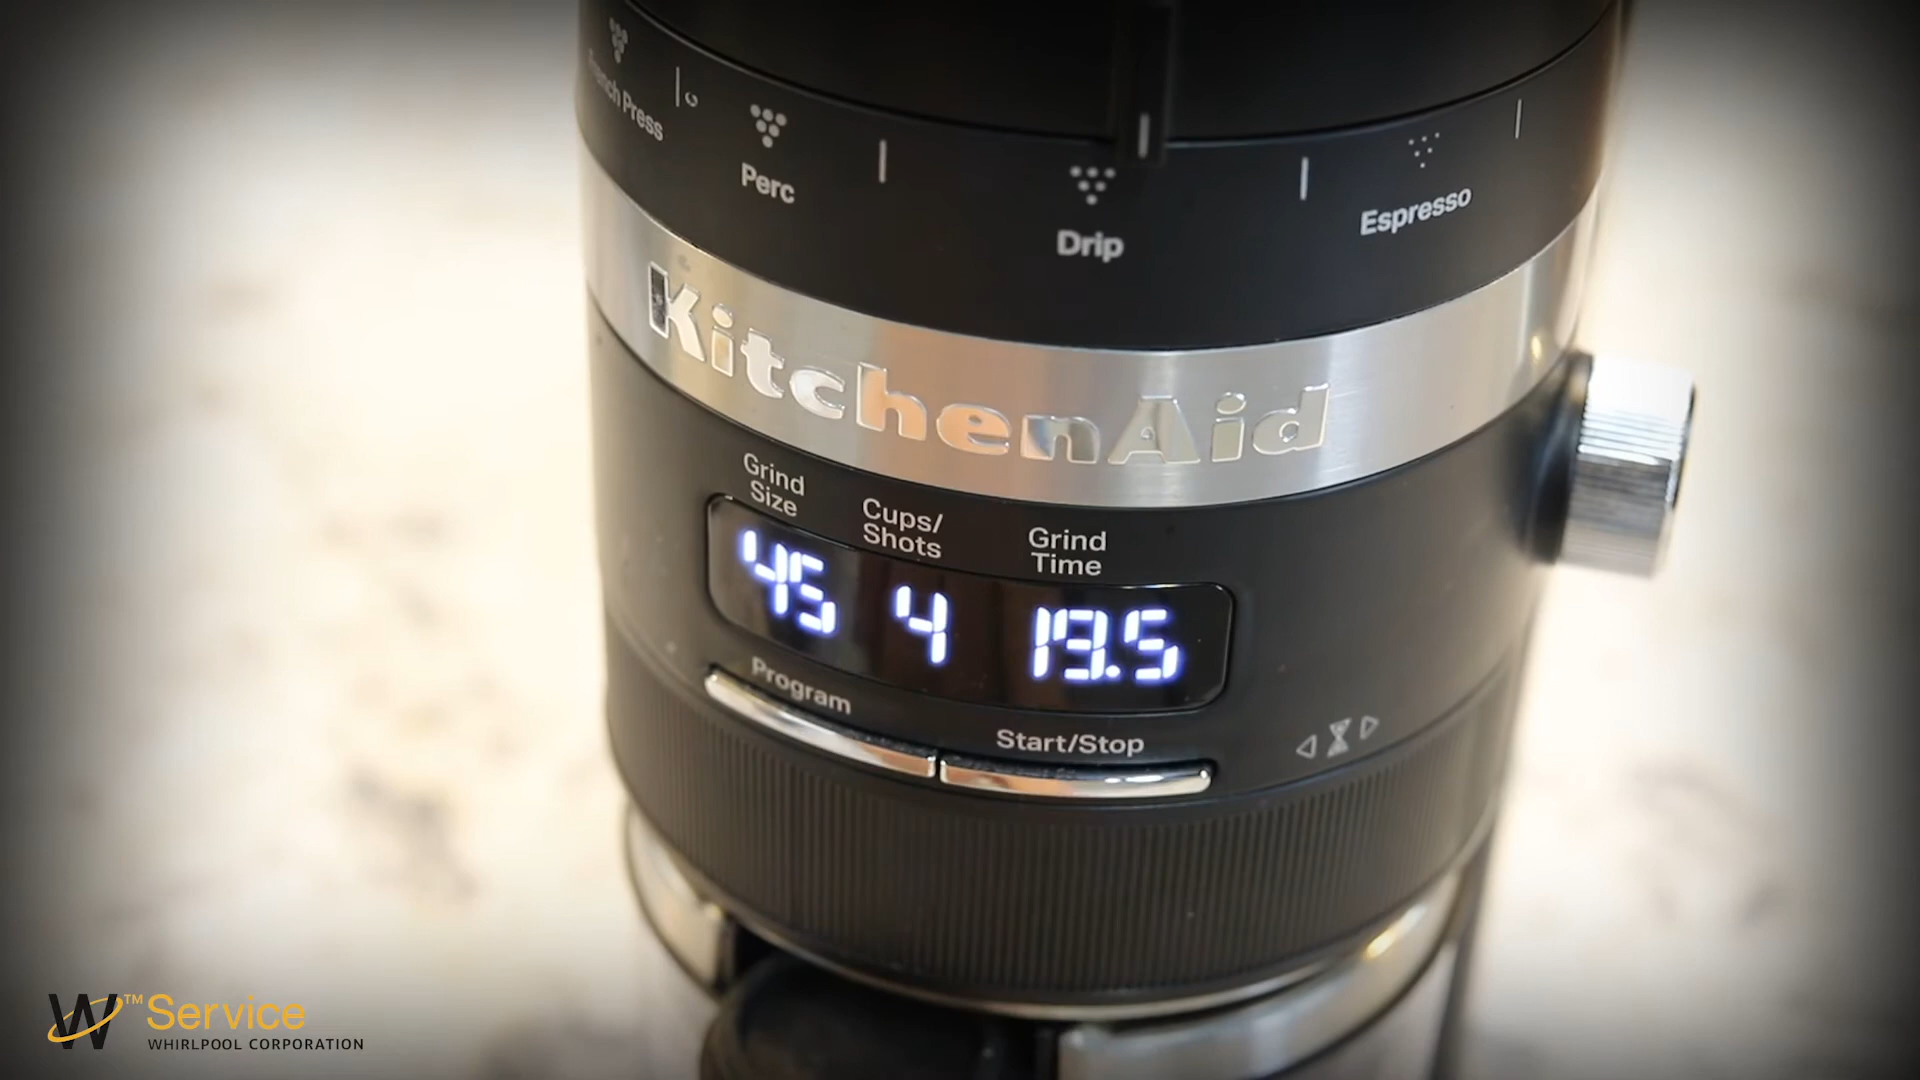 French Press
Perc
Drip
Espresso
KitchenAid
Grind
Size
Cups/
Shots
Grind
Time
45 4 19.5
Program
Start/Stop
W™ Service
WHIRLPOOL CORPORATION